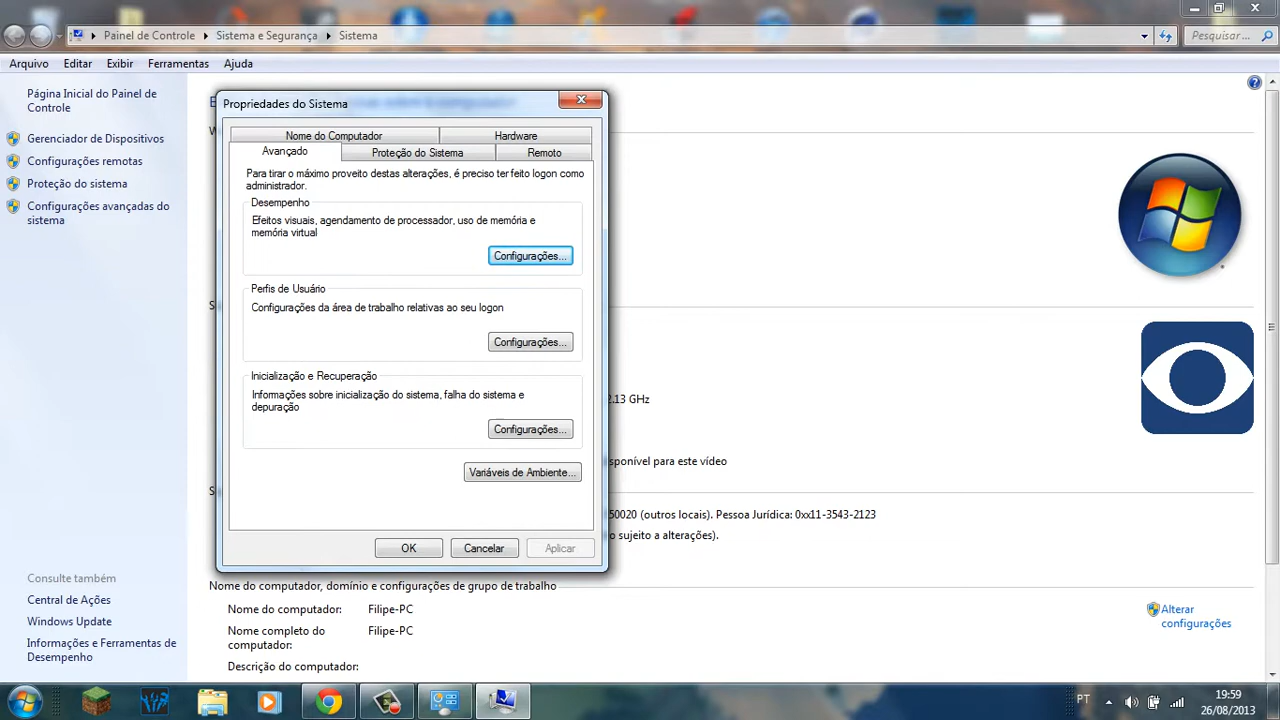 Painel de Controle
Sistema e Segurança
Sistema
Pesquisar...
Arquivo
Editar
Exibir
Ferramentas
Ajuda
Página Inicial do Painel de
Controle
Gerenciador de Dispositivos
Configurações remotas
Proteção do sistema
Configurações avançadas do
sistema
Propriedades do Sistema
Nome do Computador
Hardware
Avançado
Proteção do Sistema
Remoto
Para tirar o máximo proveito destas alterações, é preciso ter feito logon como
administrador.
Desempenho
Efeitos visuais, agendamento de processador, uso de memória e
memória virtual
Configurações...
Perfis de Usuário
Configurações da área de trabalho relativas ao seu logon
Configurações...
Inicialização e Recuperação
Informações sobre inicialização do sistema, falha do sistema e
depuração
Configurações...
Variáveis de Ambiente...
OK
Cancelar
Aplicar
2.13 GHz
sponível para este vídeo
50020 (outros locais). Pessoa Jurídica: 0xx11-3543-2123
o sujeito a alterações).
Nome do computador, domínio e configurações de grupo de trabalho
Nome do computador:
Filipe-PC
Nome completo do
computador:
Filipe-PC
Descrição do computador:
Alterar
configurações
Consulte também
Central de Ações
Windows Update
Informações e Ferramentas de
Desempenho
PT
19:59
26/08/2013